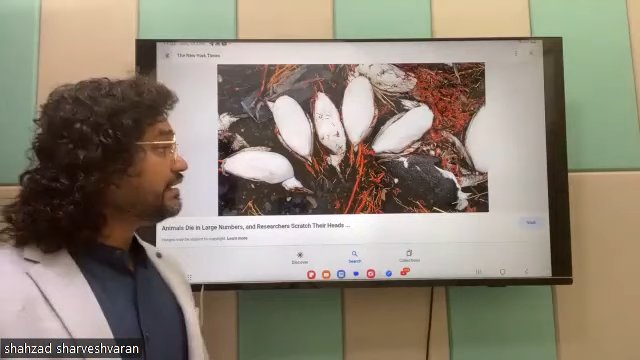 The New York Times
Animals Die in Large Numbers, and Researchers Scratch Their Heads ...
Images may be subject to copyright. Learn more
Visit
Discover
Search
Collections
shahzad sharveshvaran